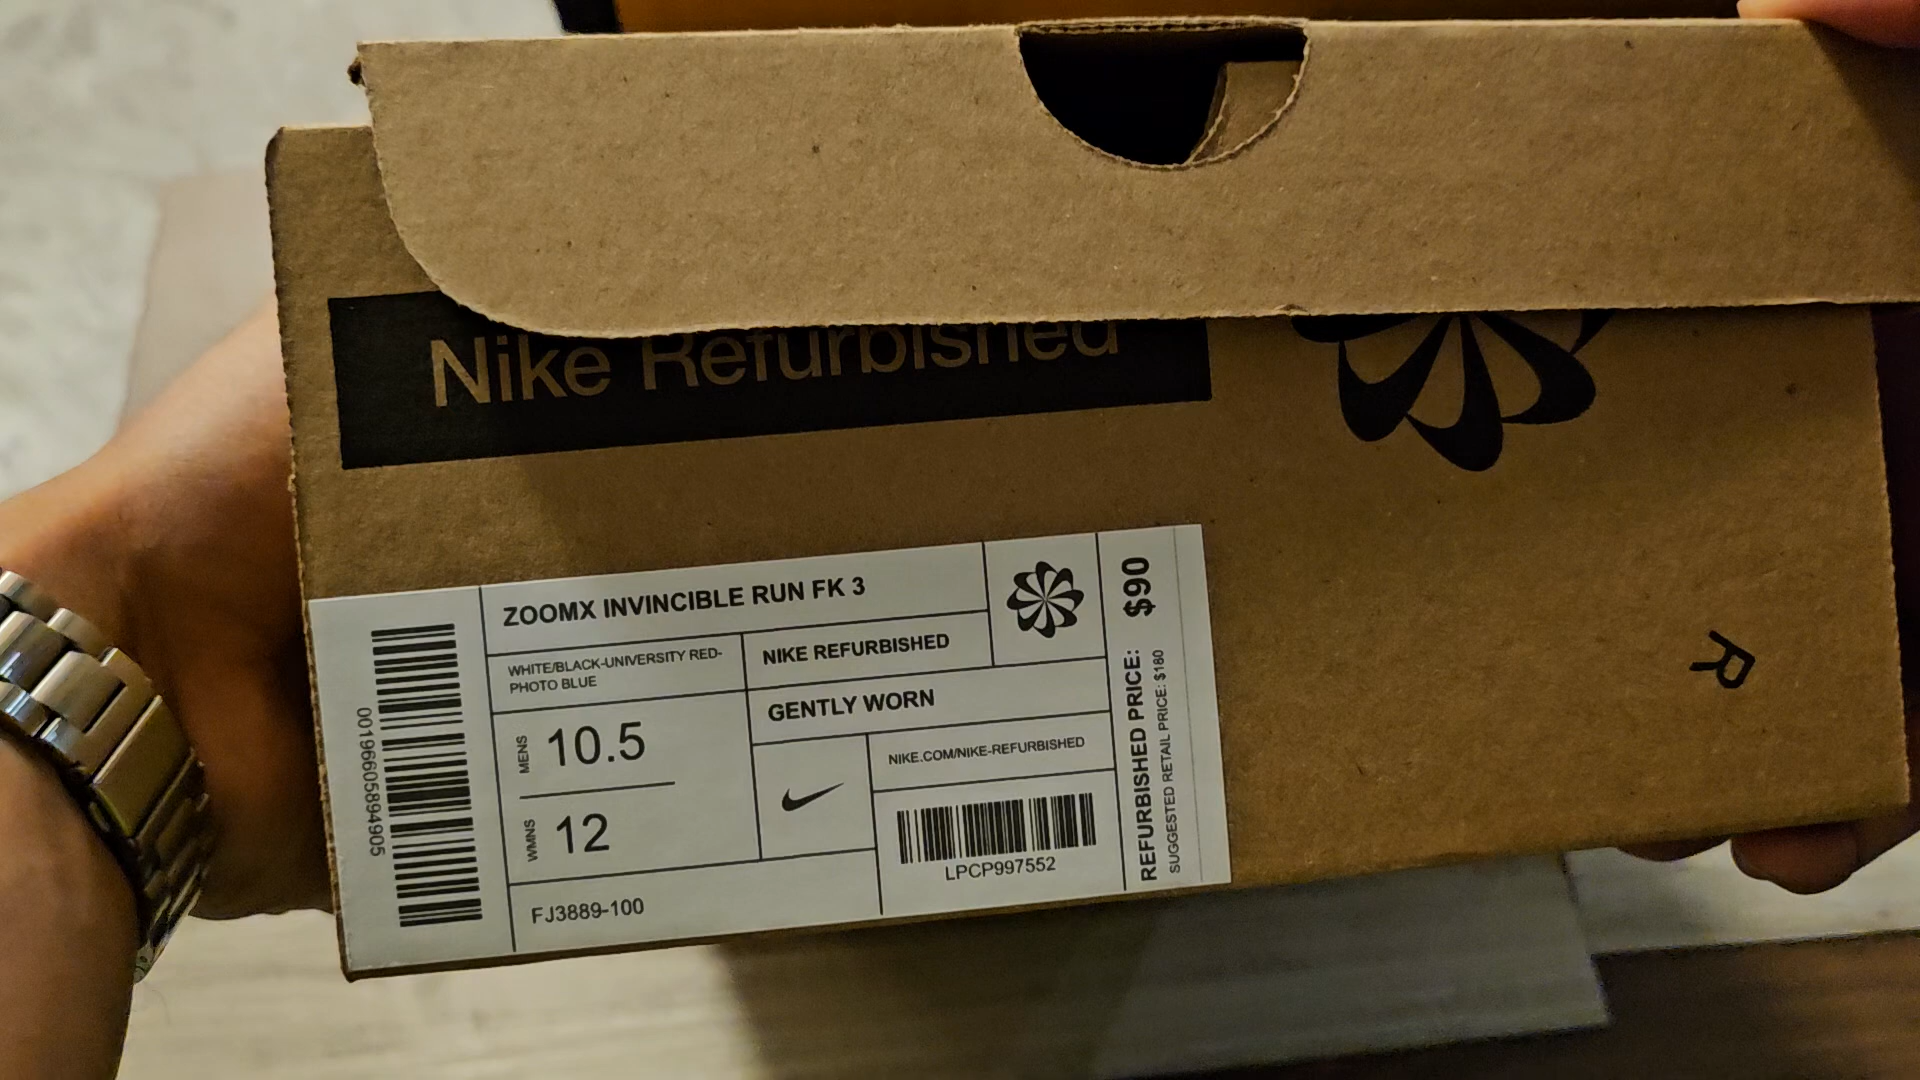 Nike Refurbished
ZOOMX INVINCIBLE RUN FK 3
WHITE/BLACK-UNIVERSITY RED-
PHOTO BLUE
NIKE REFURBISHED
GENTLY WORN
MENS 10.5
WMNS 12
NIKE.COM/NIKE-REFURBISHED
LPCP997552
FJ3889-100
00196605894905
REFURBISHED PRICE: $90
SUGGESTED RETAIL PRICE: $180
R